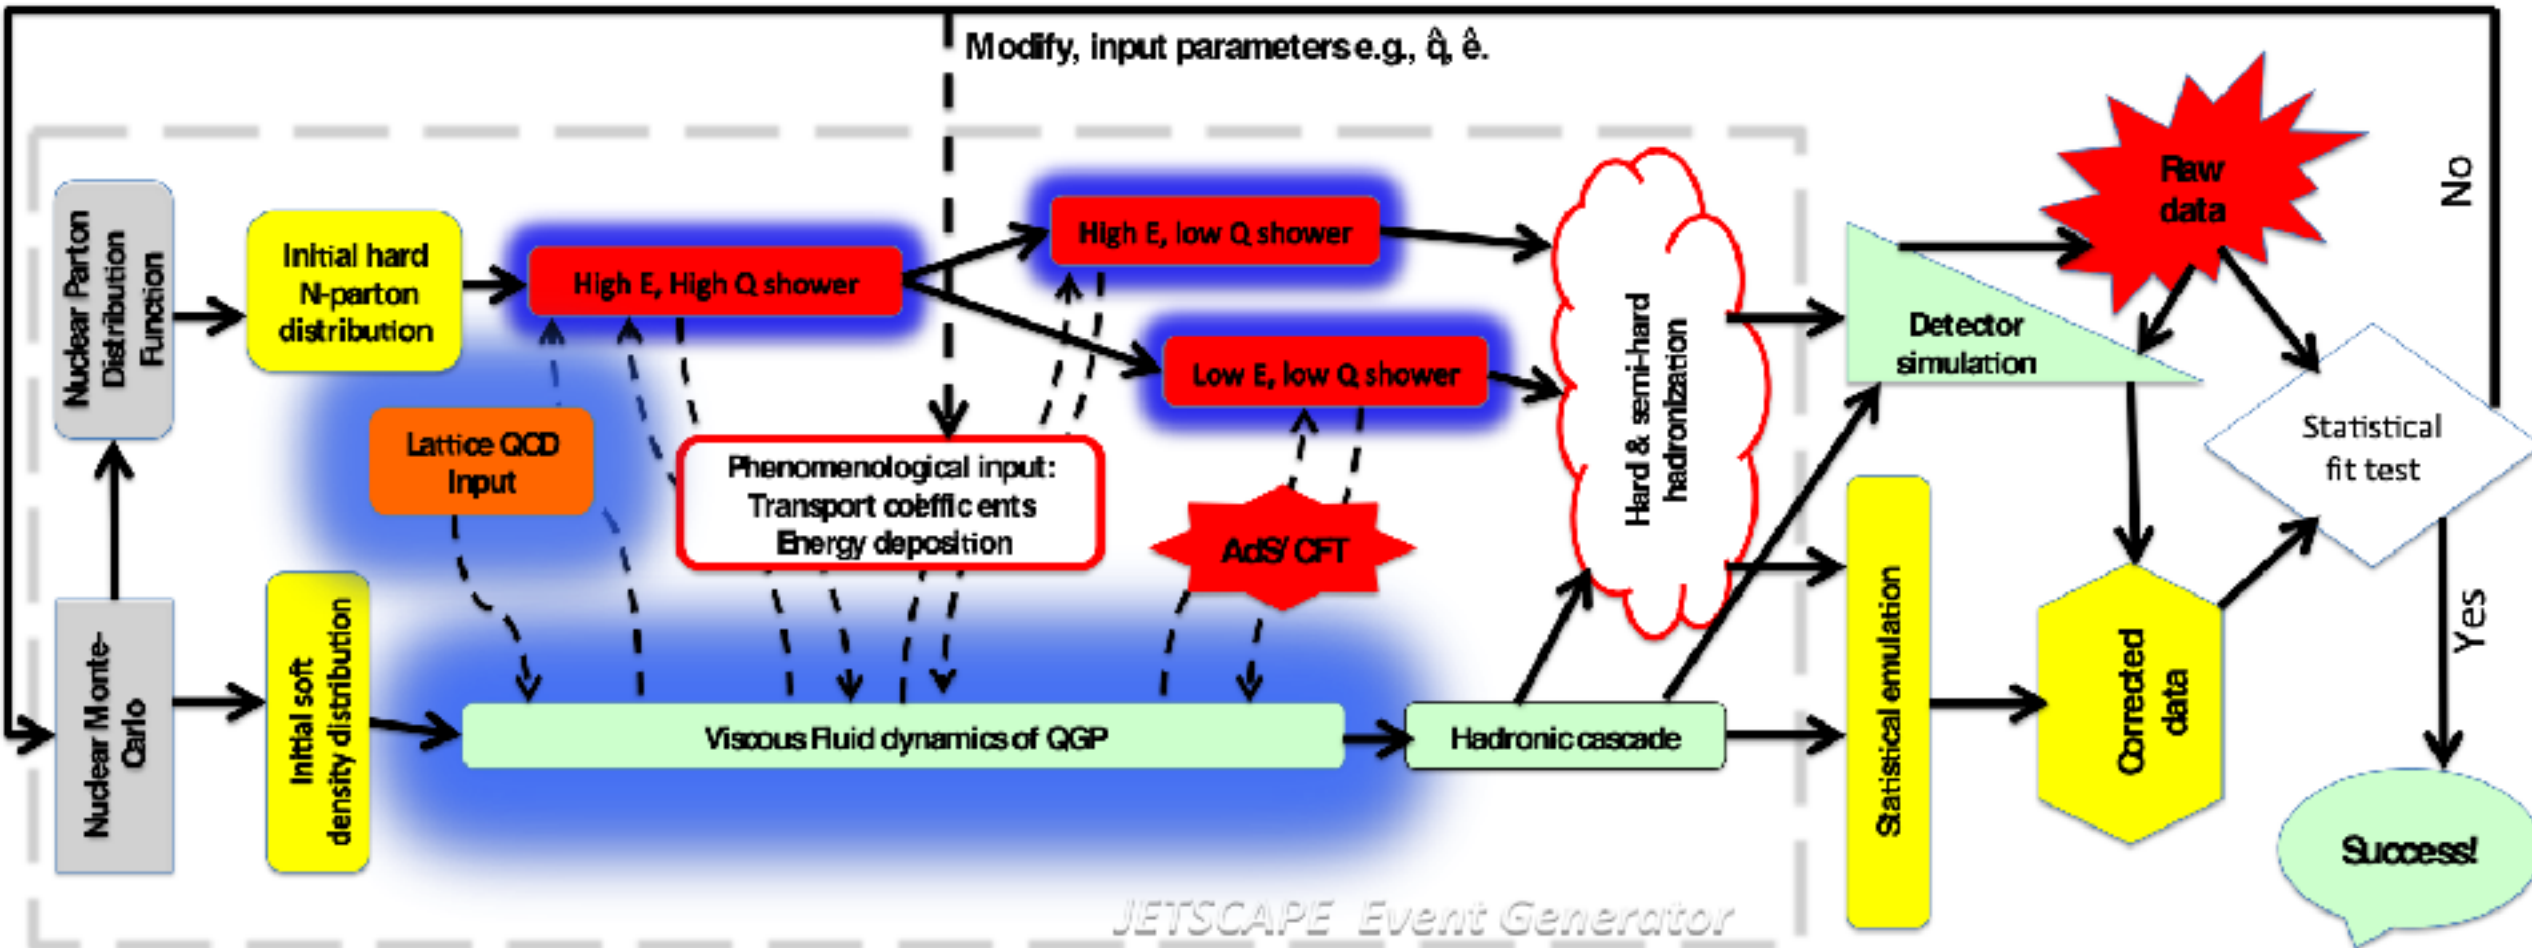 Modify, input parameters e.g., q̂, ê.
Nuclear Parton
Distribution
Function
Initial hard
N-parton
distribution
High E, High Q shower
High E, low Q shower
Low E, low Q shower
Lattice QCD
Input
Phenomenological input:
Transport coefficients
Energy deposition
AdS/CFT
Hard & semi-hard
hadronization
Nuclear Monte-
Carlo
Initial soft
density distribution
Viscous Fluid dynamics of QGP
Hadronic cascade
JETSCAPE Event Generator
Detector
simulation
Raw
data
Statistical emulation
Corrected
data
Statistical
fit test
No
Yes
Success!